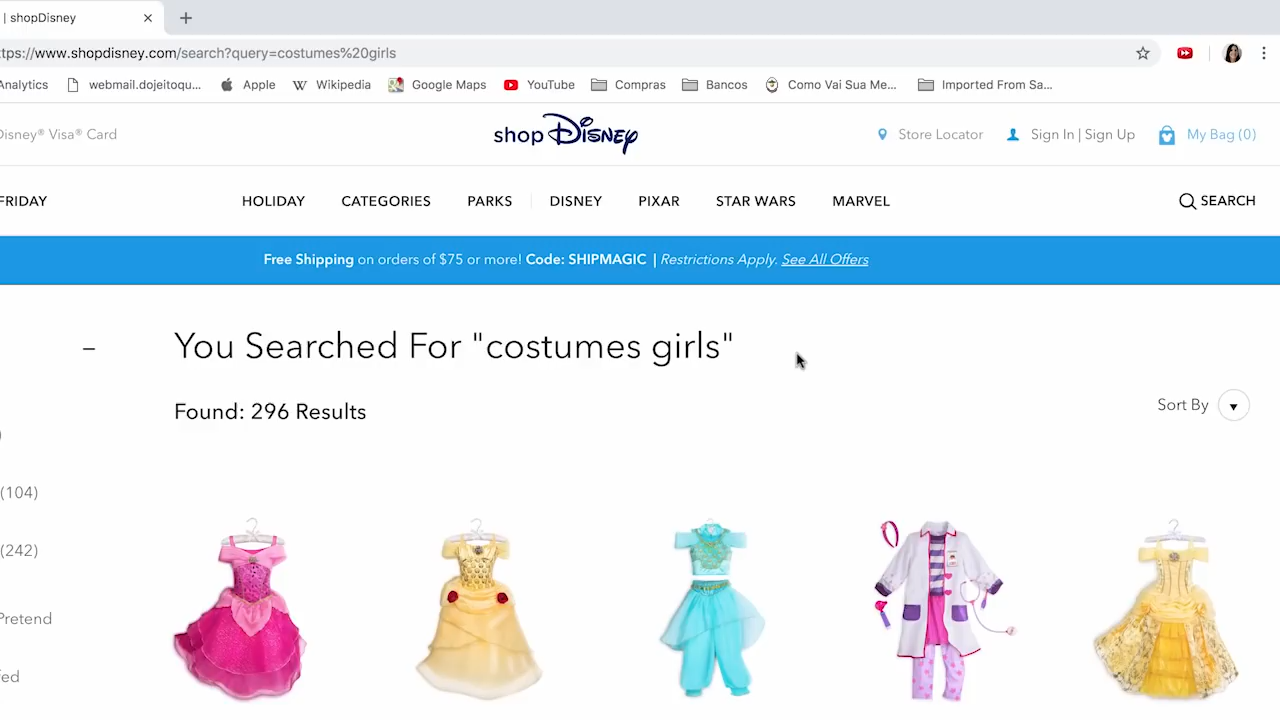 | shopDisney
ttps://www.shopdisney.com/search?query=costumes%20girls
Analytics webmail.dojeitoqu... Apple Wikipedia Google Maps YouTube Compras Bancos Como Vai Sua Me... Imported From Sa...
Disney® Visa® Card
shop Disney
Store Locator Sign In | Sign Up My Bag (0)
FRIDAY HOLIDAY CATEGORIES PARKS DISNEY PIXAR STAR WARS MARVEL SEARCH
Free Shipping on orders of $75 or more! Code: SHIPMAGIC | Restrictions Apply. See All Offers
You Searched For "costumes girls"
Found: 296 Results
Sort By
)
(104)
(242)
Pretend
fed